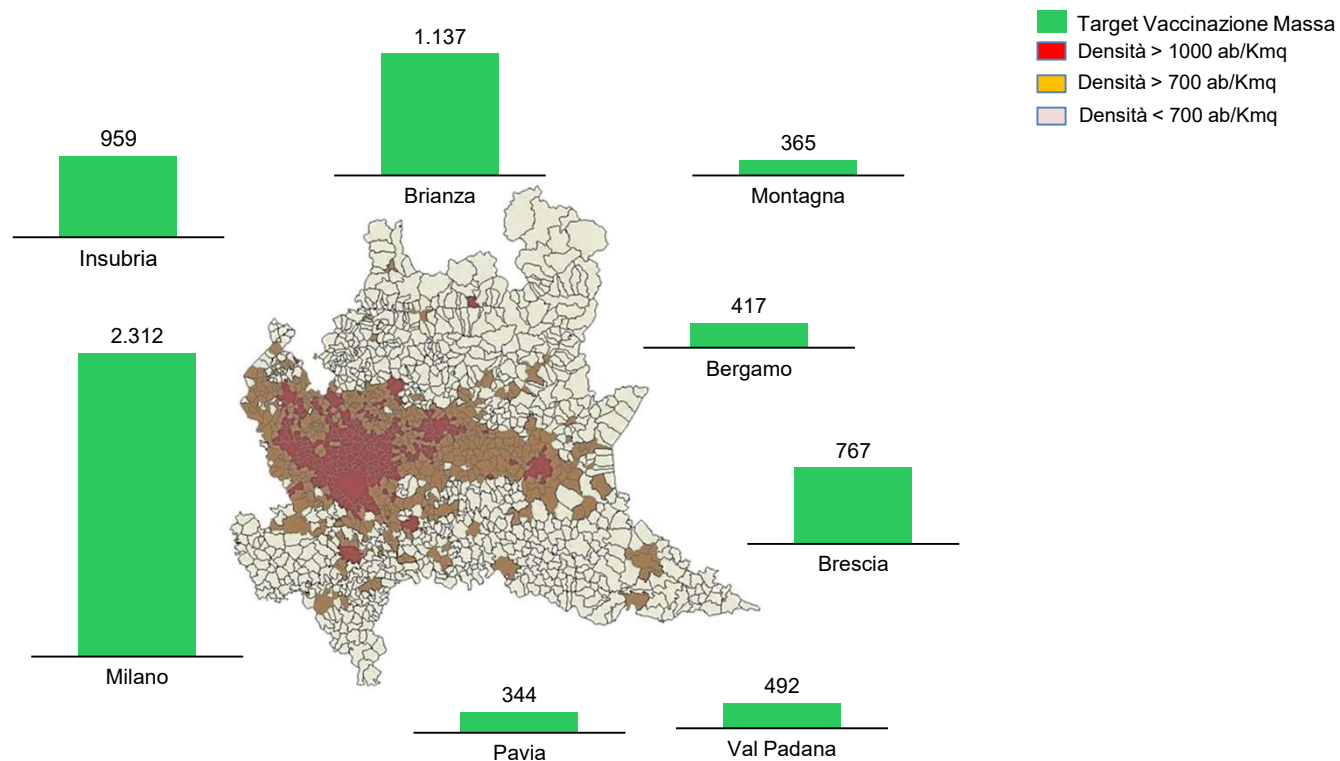 Target Vaccinazione Massa
Densità > 1000 ab/Kmq
Densità > 700 ab/Kmq
Densità < 700 ab/Kmq
1.137
Brianza
959
Insubria
365
Montagna
417
Bergamo
2.312
Milano
767
Brescia
344
Pavia
492
Val Padana